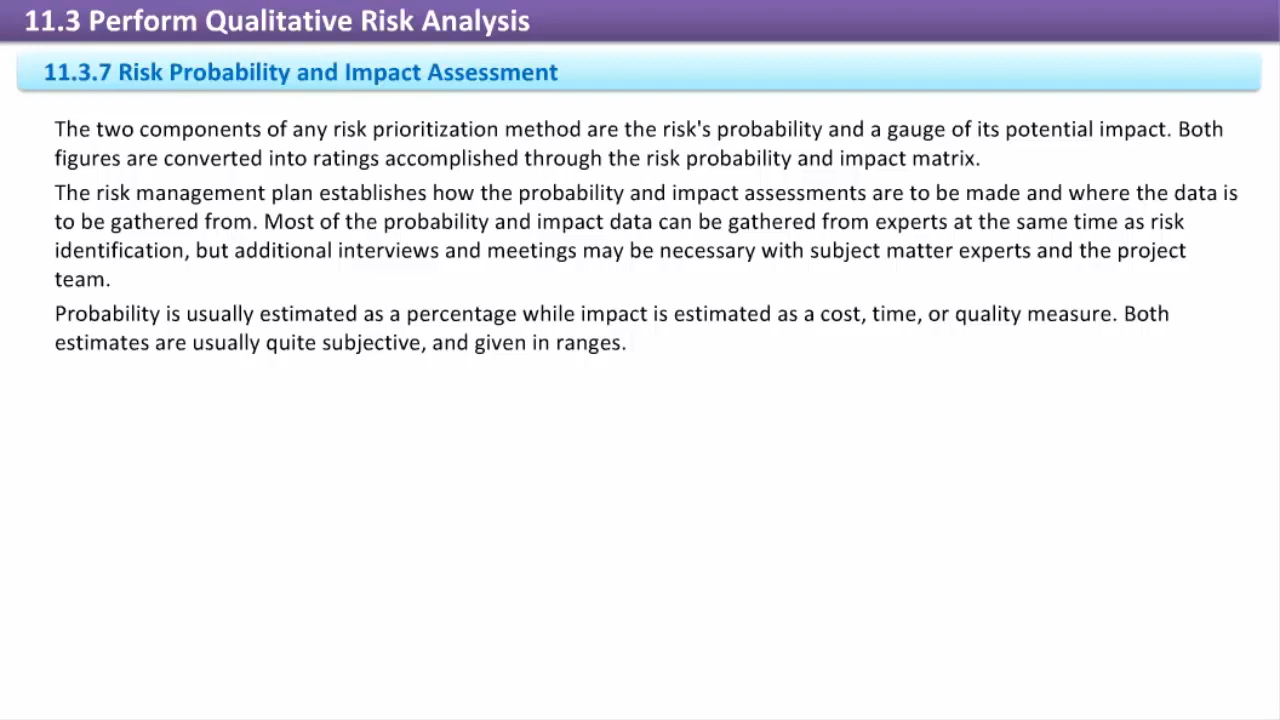 11.3 Perform Qualitative Risk Analysis
11.3.7 Risk Probability and Impact Assessment
The two components of any risk prioritization method are the risk's probability and a gauge of its potential impact. Both
figures are converted into ratings accomplished through the risk probability and impact matrix.
The risk management plan establishes how the probability and impact assessments are to be made and where the data is
to be gathered from. Most of the probability and impact data can be gathered from experts at the same time as risk
identification, but additional interviews and meetings may be necessary with subject matter experts and the project
team.
Probability is usually estimated as a percentage while impact is estimated as a cost, time, or quality measure. Both
estimates are usually quite subjective, and given in ranges.